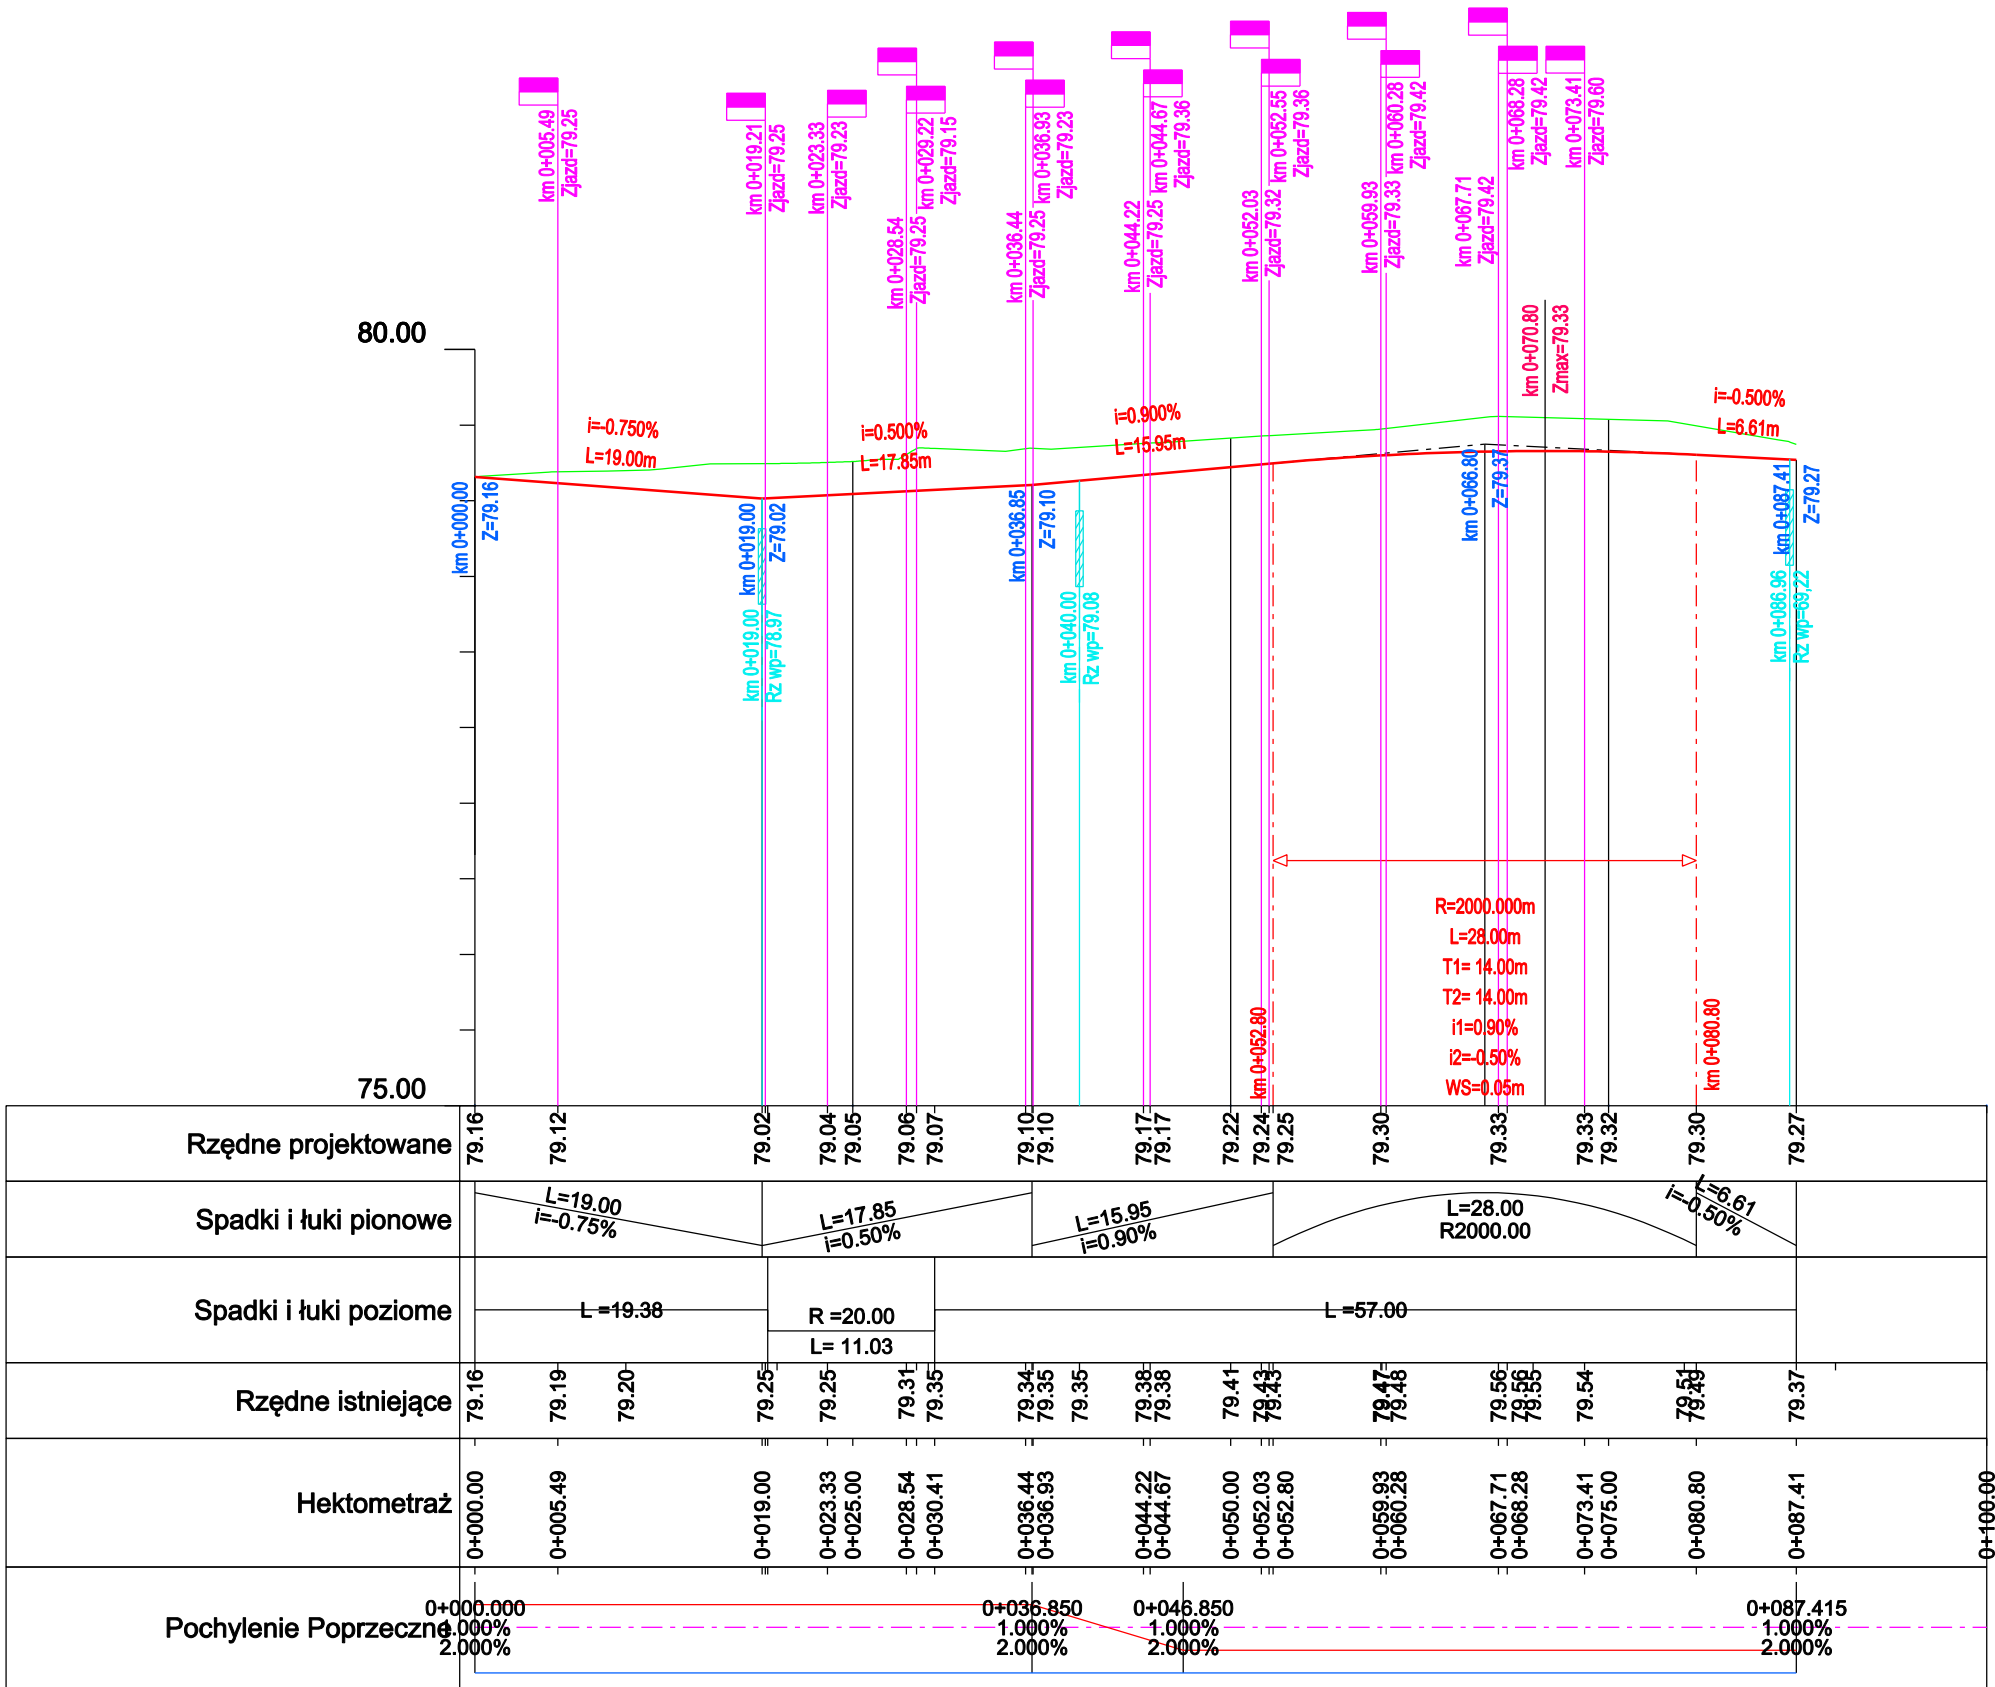 km 0+005.49
Zjazd=79.25
km 0+019.21
Zjazd=79.25
km 0+023.33
Zjazd=79.23
km 0+028.54
Zjazd=79.25
km 0+029.22
Zjazd=79.15
km 0+036.44
Zjazd=79.25
km 0+036.93
Zjazd=79.23
km 0+044.22
Zjazd=79.25
km 0+044.67
Zjazd=79.36
km 0+052.03
Zjazd=79.32
km 0+052.55
Zjazd=79.36
km 0+059.93
Zjazd=79.33
km 0+060.28
Zjazd=79.42
km 0+067.71
Zjazd=79.42
km 0+068.28
Zjazd=79.42
km 0+073.41
Zjazd=79.60
km 0+070.80
Zmax=79.33
80.00
i=-0.750%
L=19.00m
i=0.500%
L=17.85m
i=0.900%
L=15.95m
i=-0.500%
L=6.61m
km 0+000.00
Z=79.16
km 0+019.00
Z=79.02
km 0+036.85
Z=79.10
km 0+066.80
Z=79.37
km 0+087.41
Z=79.27
km 0+019.00
Rz wp=78.97
km 0+040.00
Rz wp=79.08
km 0+086.96
Rz wp=69,22
R=2000.000m
L=28.00m
T1= 14.00m
T2= 14.00m
i1=0.90%
i2=-0.50%
WS=0.05m
km 0+052.80
km 0+080.80
75.00
Rzędne projektowane 79.16 79.12 79.02 79.04 79.05 79.06 79.07 79.10 79.10 79.17 79.17 79.22 79.24 79.25 79.30 79.33 79.33 79.32 79.30 79.27
Spadki i łuki pionowe
L=19.00
i=-0.75%
L=17.85
i=0.50%
L=15.95
i=0.90%
L=28.00
R2000.00
L=6.61
i=-0.50%
Spadki i łuki poziome
L =19.38
R =20.00
L= 11.03
L =57.00
Rzędne istniejące 79.16 79.19 79.20 79.25 79.25 79.31 79.35 79.34 79.35 79.35 79.38 79.38 79.41 79.43 79.43 79.47 79.48 79.56 79.56 79.55 79.54 79.51 79.49 79.37
Hektometraż 0+000.00 0+005.49 0+019.00 0+023.33 0+025.00 0+028.54 0+030.41 0+036.44 0+036.93 0+044.22 0+044.67 0+050.00 0+052.03 0+052.80 0+059.93 0+060.28 0+067.71 0+068.28 0+073.41 0+075.00 0+080.80 0+087.41 0+100.00
Pochylenie Poprzeczne
0+000.000
1.000%
2.000%
0+036.850
1.000%
2.000%
0+046.850
1.000%
2.000%
0+087.415
1.000%
2.000%